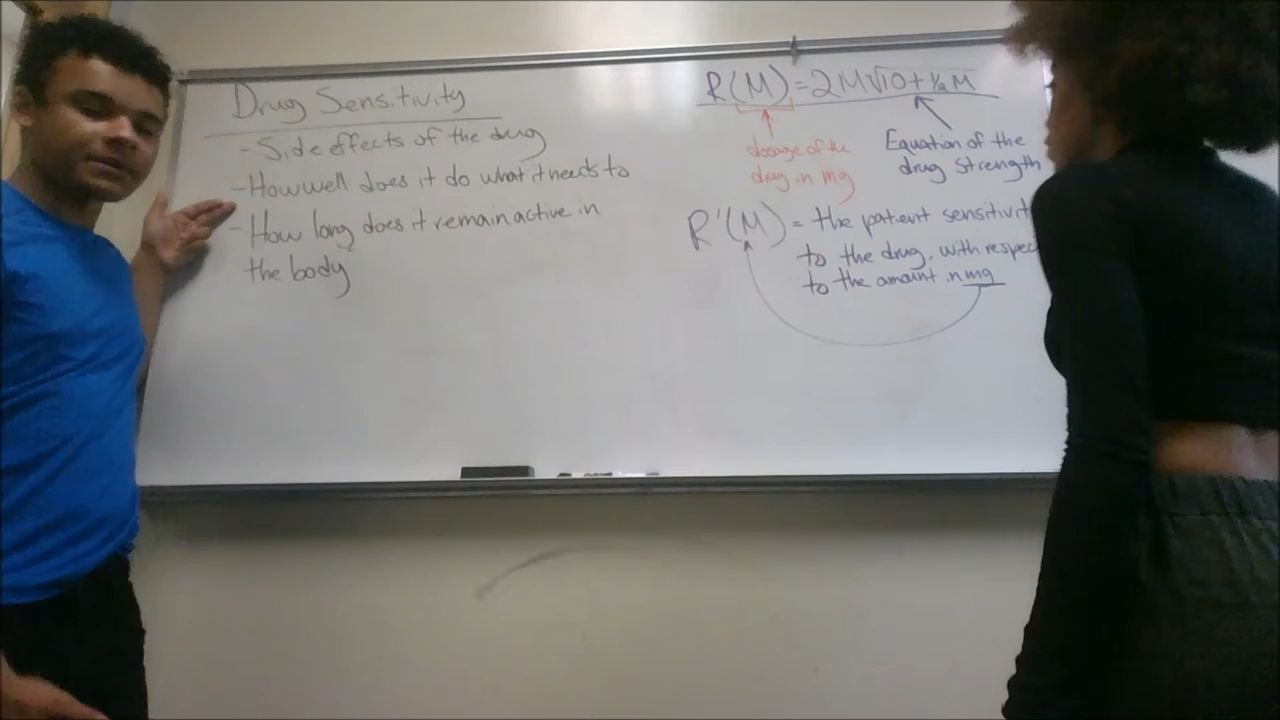 Drug Sensitivity
- Side effects of the drug
- How well does it do what it needs to
- How long does it remain active in
the body
R(M) = 2M√10 + ½M
dosage of the
drug in mg
Equation of the
drug strength
R'(M) = the patient sensitivit
to the drug, with respec
to the amount in mg